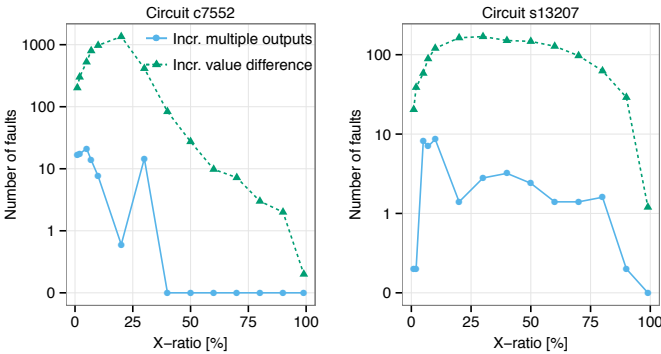 Circuit c7552
Incr. multiple outputs
Incr. value difference
Number of faults
1000
100
10
1
0
0
25
50
75
100
X−ratio [%]
Circuit s13207
Number of faults
100
10
1
0
0
25
50
75
100
X−ratio [%]